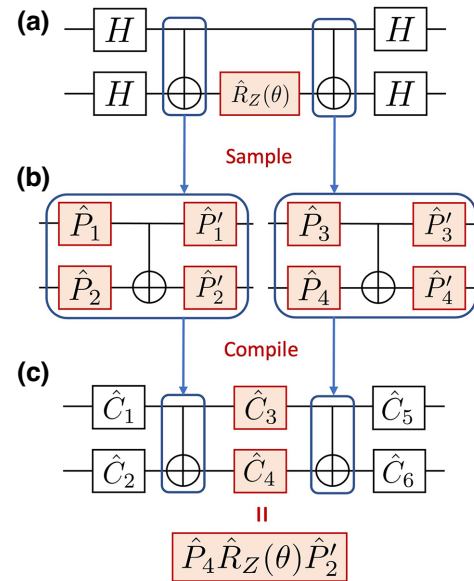 (a)
H H
H R̂_Z(θ) H
Sample
(b)
P̂_1 P̂′_1 P̂_3 P̂′_3
P̂_2 P̂′_2 P̂_4 P̂′_4
Compile
(c)
Ĉ_1 Ĉ_3 Ĉ_5
Ĉ_2 Ĉ_4 Ĉ_6
=
P̂_4R̂_Z(θ)P̂′_2